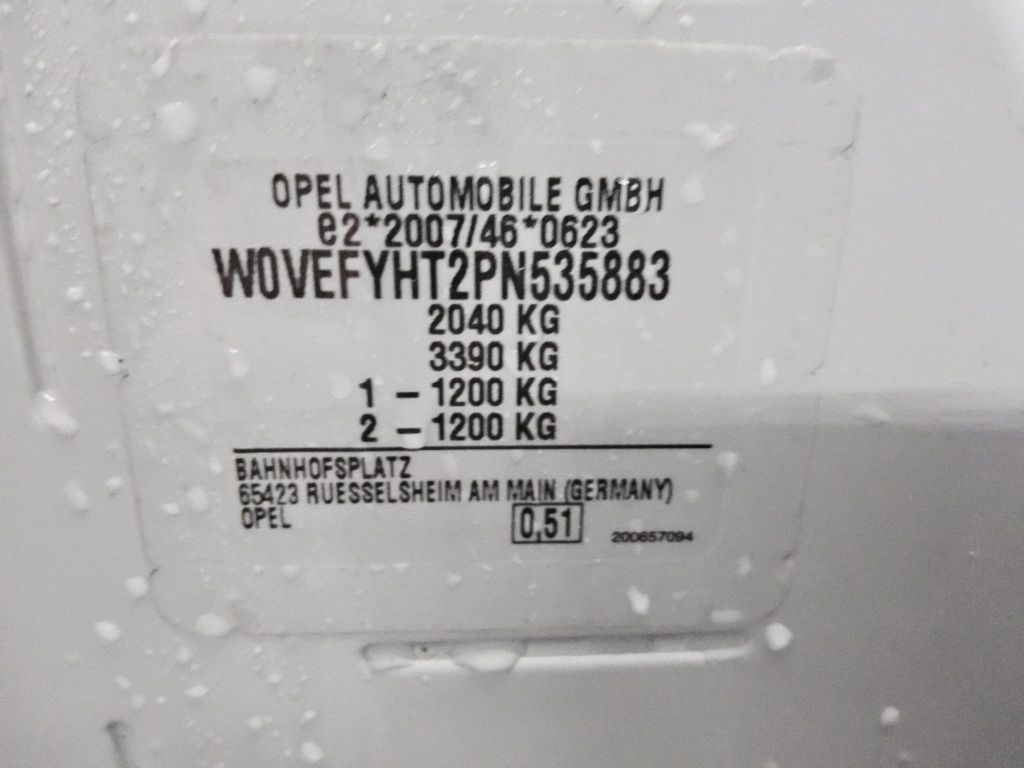 OPEL AUTOMOBILE GMBH
e2*2007/46*0623
W0VEFYHT2PN535883
2040 KG
3390 KG
1 – 1200 KG
2 – 1200 KG
BAHNHOFSPLATZ
65423 RUESSELSHEIM AM MAIN (GERMANY)
OPEL
0,51
200657094